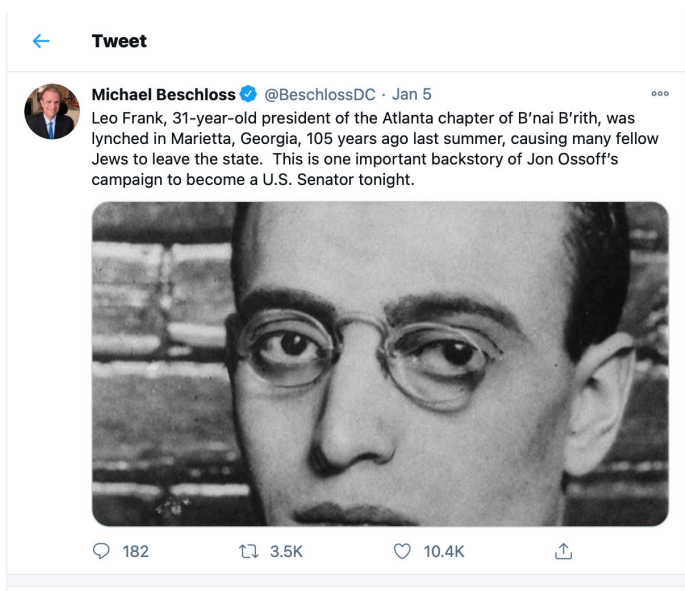 Tweet
Michael Beschloss @BeschlossDC · Jan 5
Leo Frank, 31-year-old president of the Atlanta chapter of B'nai B'rith, was
lynched in Marietta, Georgia, 105 years ago last summer, causing many fellow
Jews to leave the state.  This is one important backstory of Jon Ossoff's
campaign to become a U.S. Senator tonight.
182 3.5K 10.4K